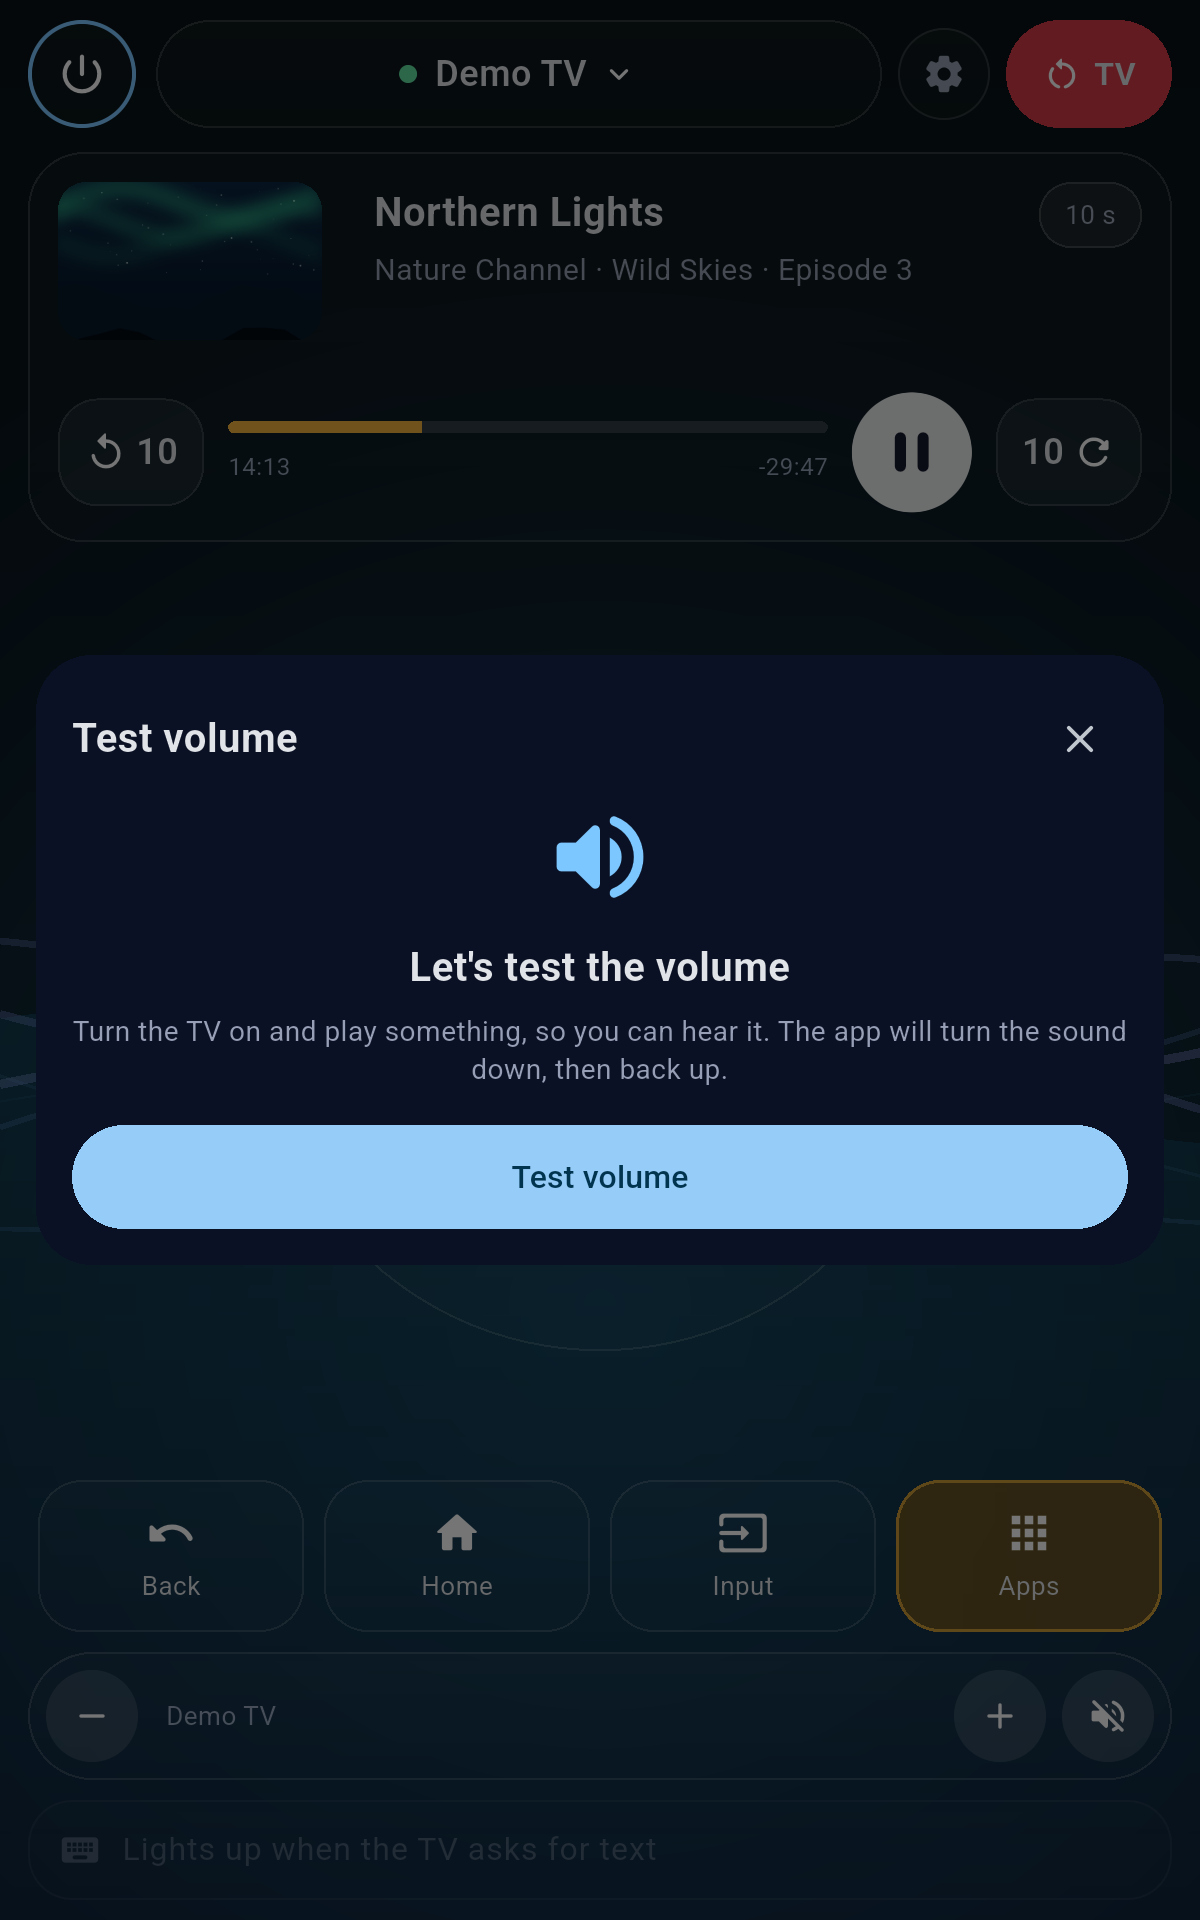 Demo TV
TV
Northern Lights
10 s
Nature Channel · Wild Skies · Episode 3
10
14:13
-29:47
10
Test volume
Let's test the volume
Turn the TV on and play something, so you can hear it. The app will turn the sound
down, then back up.
Test volume
Back
Home
Input
Apps
Demo TV
Lights up when the TV asks for text